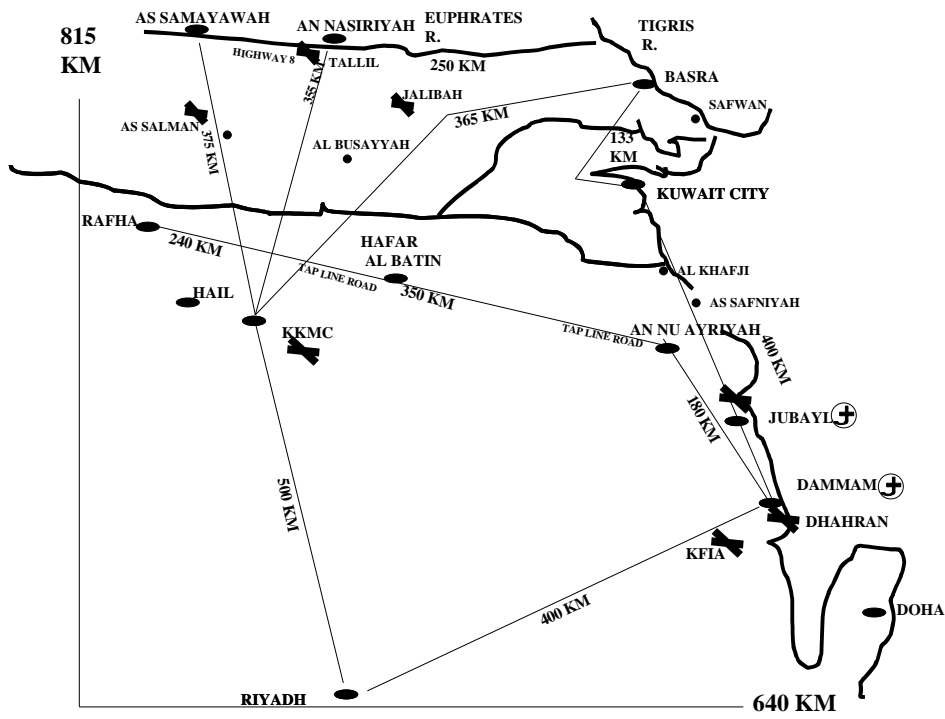 AS SAMAYAWAH
AN NASIRIYAH
EUPHRATES
R.
TIGRIS
R.
815
KM
HIGHWAY 8
TALLIL
355 KM
250 KM
BASRA
JALIBAH
365 KM
SAFWAN
AS SALMAN
375 KM
AL BUSAYYAH
133
KM
KUWAIT CITY
RAFHA
240 KM
HAFAR
AL BATIN
TAP LINE ROAD
350 KM
AL KHAFJI
HAIL
AS SAFNIYAH
KKMC
TAP LINE ROAD
AN NU AYRIYAH
400 KM
180 KM
JUBAYL
500 KM
DAMMAM
DHAHRAN
KFIA
400 KM
DOHA
RIYADH
640 KM